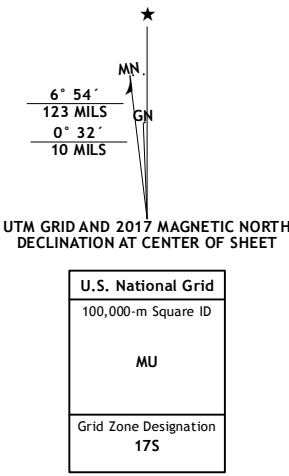 ★
MN
6° 54´
123 MILS
GN
0° 32´
10 MILS
UTM GRID AND 2017 MAGNETIC NORTH
DECLINATION AT CENTER OF SHEET
U.S. National Grid
100,000-m Square ID
MU
Grid Zone Designation
17S